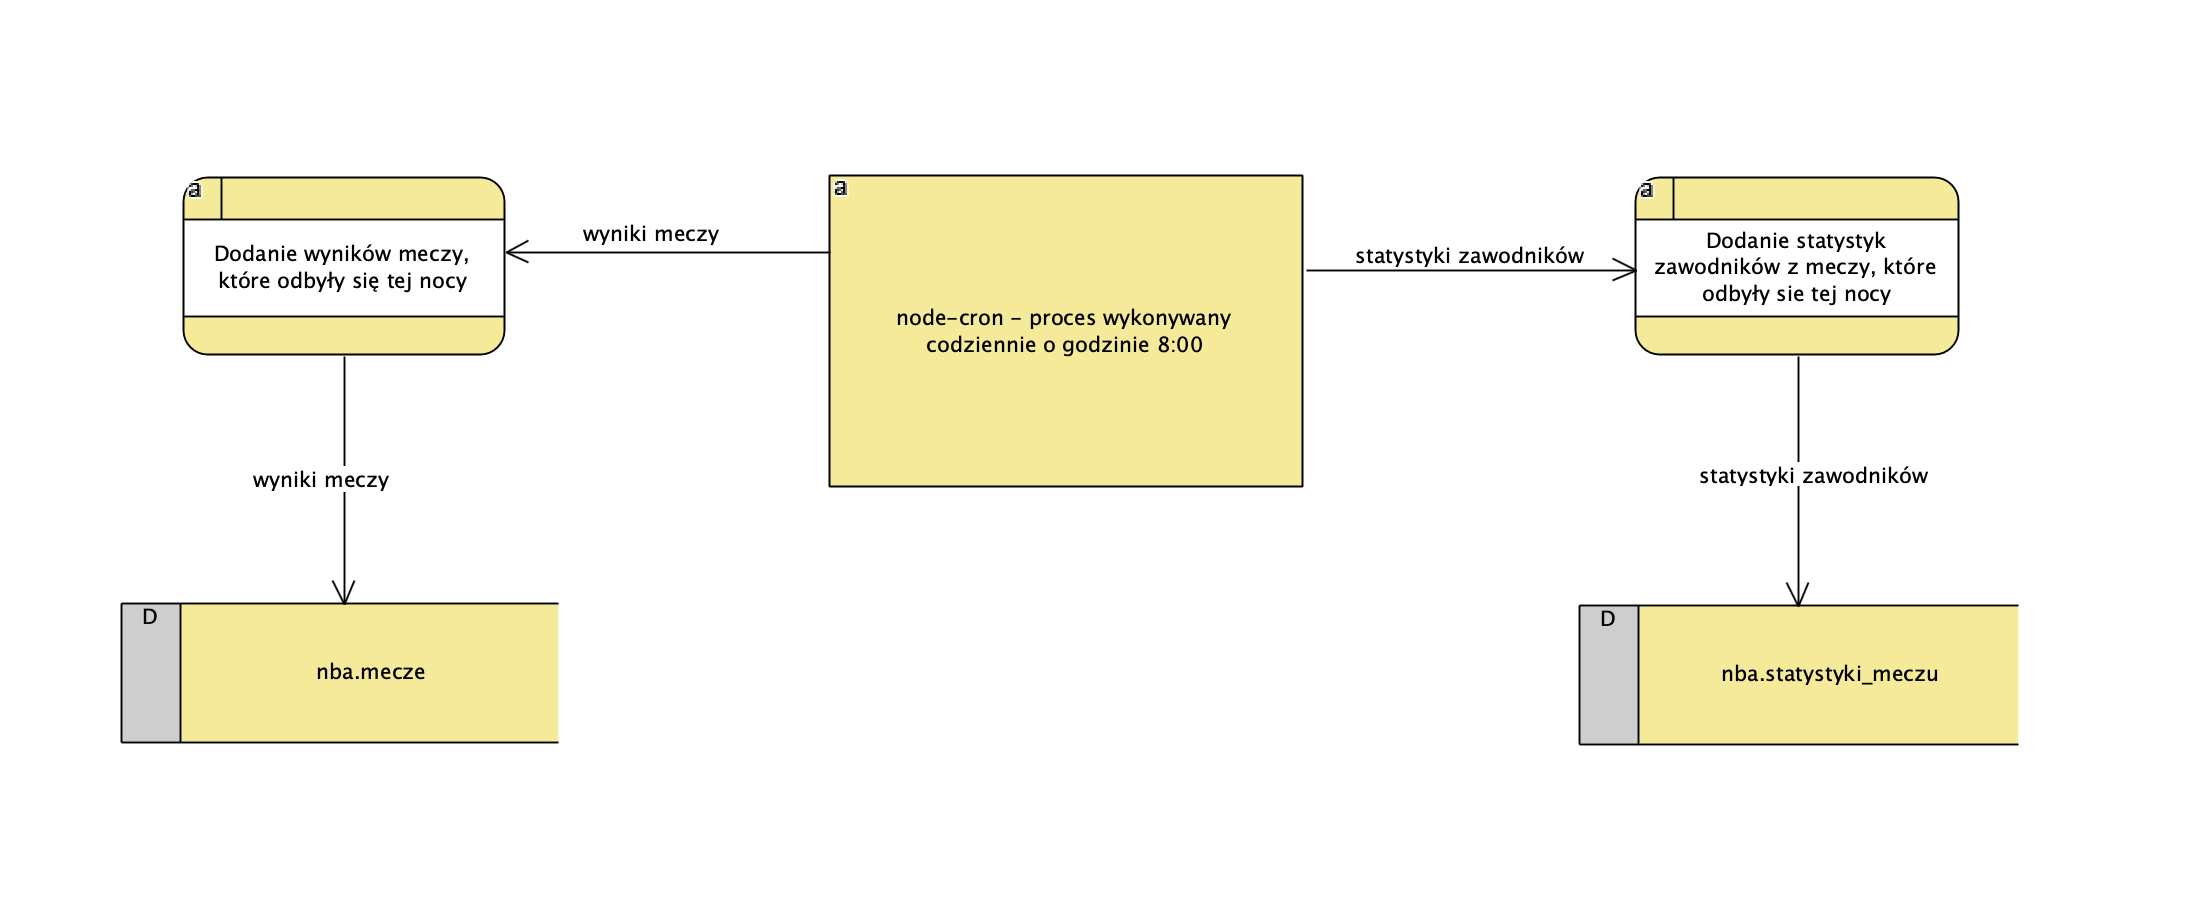 a
Dodanie wyników meczy,
które odbyły się tej nocy
wyniki meczy
a
node-cron - proces wykonywany
codziennie o godzinie 8:00
statystyki zawodników
a
Dodanie statystyk
zawodników z meczy, które
odbyły sie tej nocy
wyniki meczy
statystyki zawodników
D
nba.mecze
D
nba.statystyki_meczu